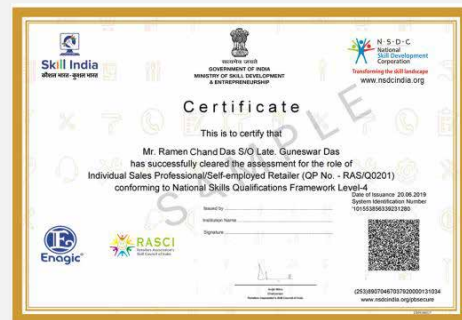 Skill India
कौशल भारत - कुशल भारत
सत्यमेव जयते
GOVERNMENT OF INDIA
MINISTRY OF SKILL DEVELOPMENT
& ENTREPRENEURSHIP
N·S·D·C
National
Skill Development
Corporation
Transforming the skill landscape
www.nsdcindia.org
Certificate
This is to certify that
Mr. Ramen Chand Das S/O Late. Guneswar Das
has successfully cleared the assessment for the role of
Individual Sales Professional/Self-employed Retailer (QP No. - RAS/Q0201)
conforming to National Skills Qualifications Framework Level-4
Date of Issuance 20.06.2019
System Identification Number
Issued by
Institution Name
Signature
SAMPLE
Enagic
RASCI
www.nsdcindia.org/pbsecure